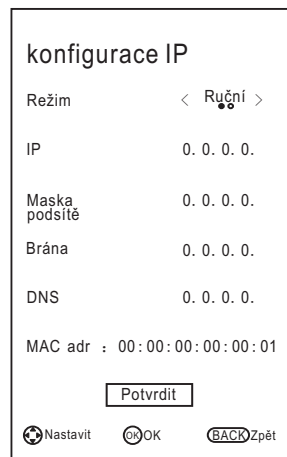 konfigurace IP
Režim < Ruční >
IP 0. 0. 0. 0.
Maska
podsítě 0. 0. 0. 0.
Brána 0. 0. 0. 0.
DNS 0. 0. 0. 0.
MAC adr : 00:00:00:00:00:01
Potvrdit
Nastavit OK OK BACK Zpět